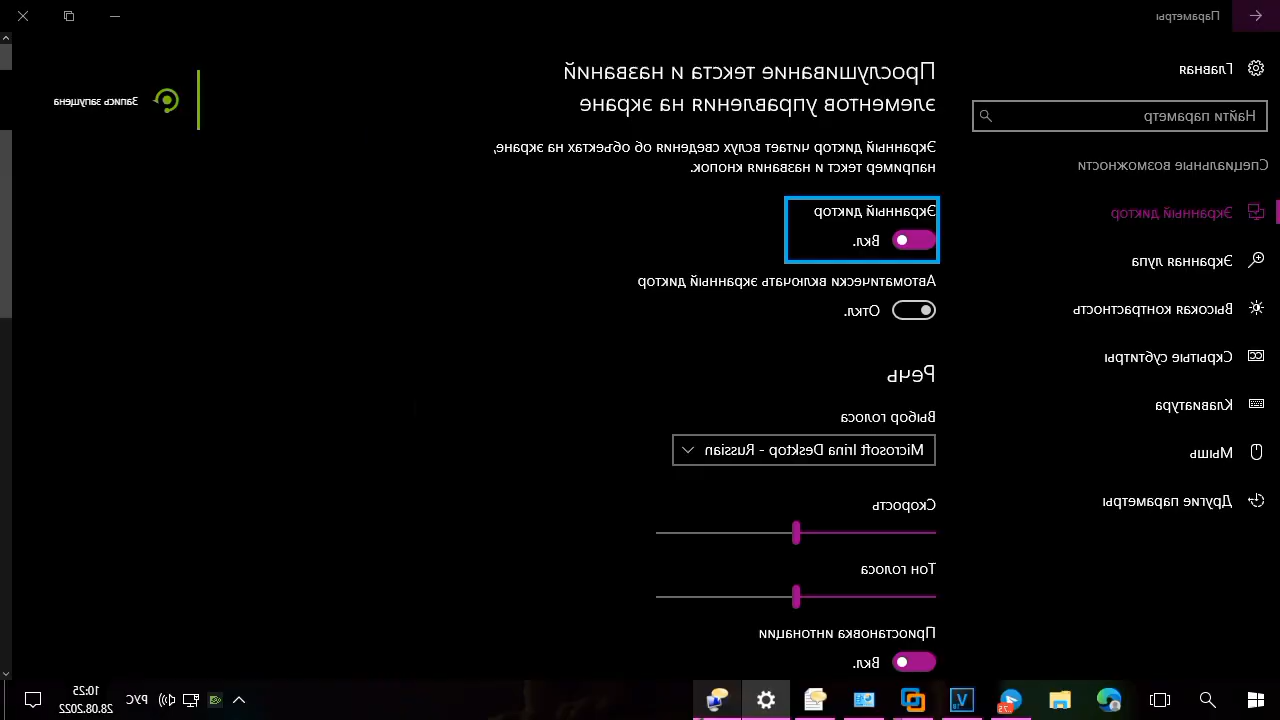 Параметры
Главная
Найти параметр
Специальные возможности
Экранный диктор
Экранная лупа
Высокая контрастность
Скрытые субтитры
Клавиатура
Мышь
Другие параметры
Прослушивание текста и названий
элементов управления на экране
Экранный диктор читает вслух сведения об объектах на экране,
например текст и названия кнопок.
Экранный диктор
Вкл.
Автоматически включать экранный диктор
Откл.
Речь
Выбор голоса
Microsoft Irina Desktop - Russian
Скорость
Тон голоса
Приостановка интонации
Вкл.
Запись запущена
РУС
10:25
28.08.2022